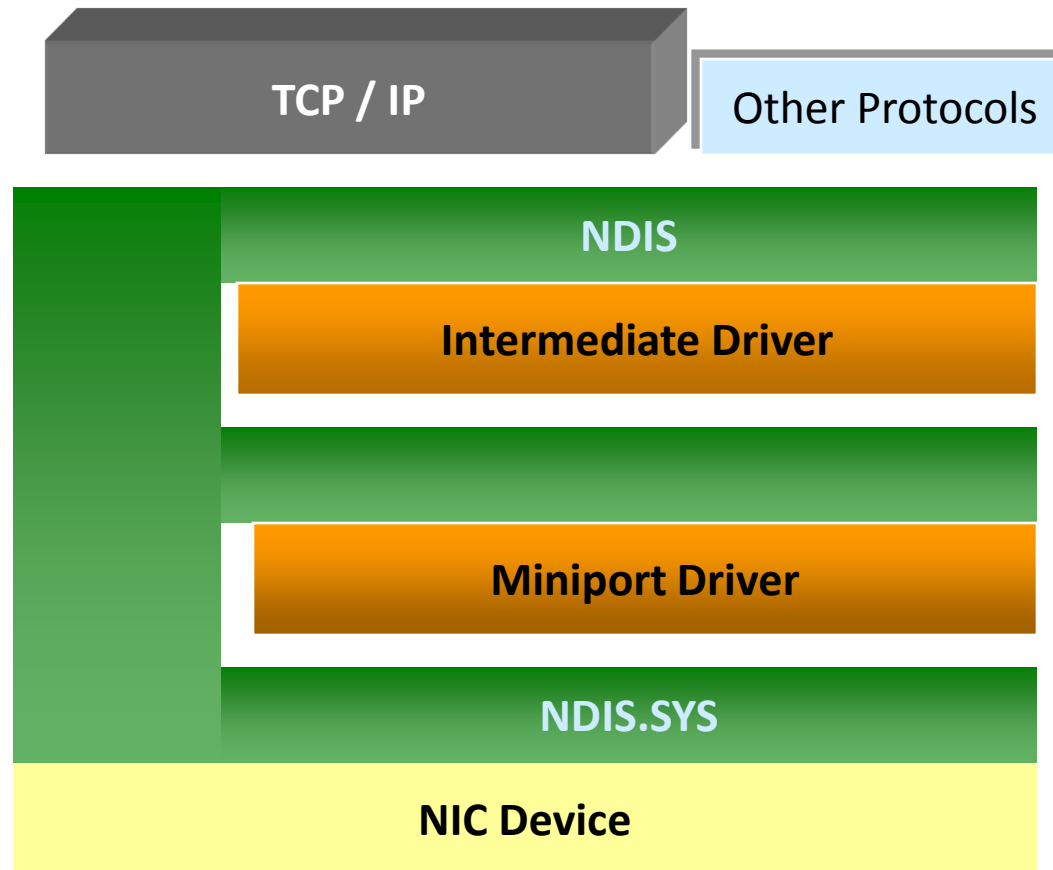 TCP / IP
Other Protocols
NDIS
Intermediate Driver
Miniport Driver
NDIS.SYS
NIC Device